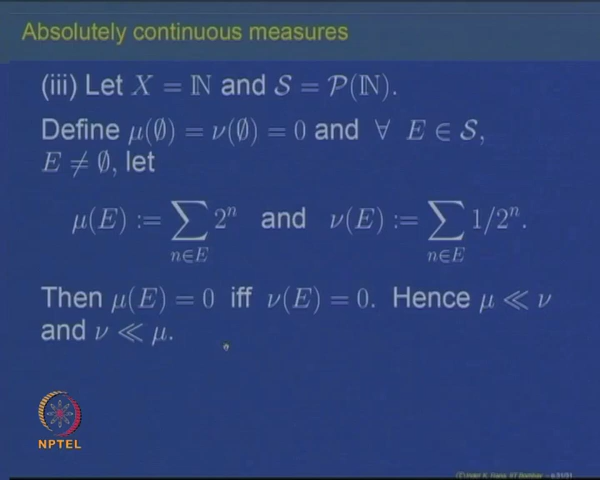 Absolutely continuous measures
(iii) Let X = ℕ and 𝒮 = 𝒫(ℕ).
Define μ(∅) = ν(∅) = 0 and ∀ E ∈ 𝒮,
E ≠ ∅, let
μ(E) := ∑_{n∈E} 2^n and ν(E) := ∑_{n∈E} 1/2^n.
Then μ(E) = 0 iff ν(E) = 0. Hence μ ≪ ν
and ν ≪ μ.
NPTEL